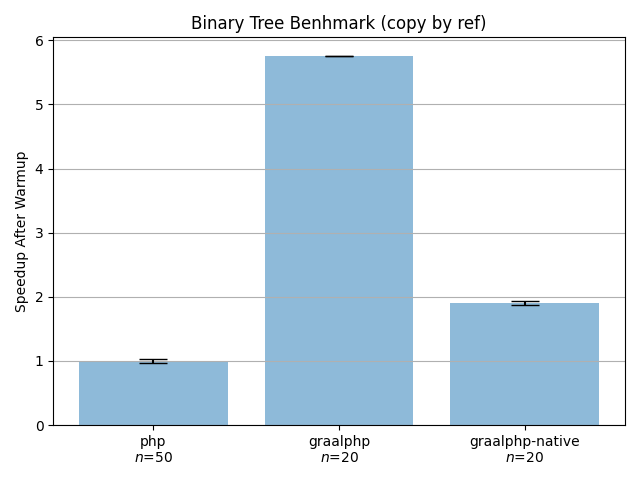 Binary Tree Benhmark (copy by ref)
6
5
4
3
2
1
0
Speedup After Warmup
php
n=50
graalphp
n=20
graalphp-native
n=20